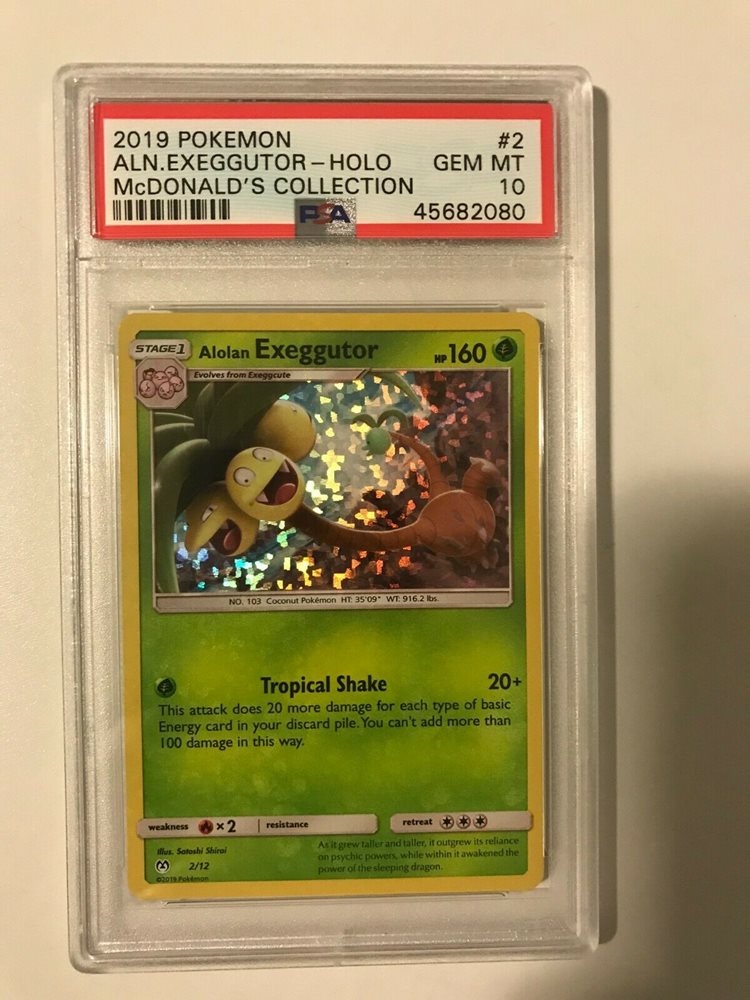 2019 POKEMON #2
ALN.EXEGGUTOR – HOLO GEM MT
McDONALD'S COLLECTION 10
PSA 45682080
STAGE 1 Alolan Exeggutor HP 160
Evolves from Exeggcute
NO. 103 Coconut Pokémon HT: 35'09" WT: 916.2 lbs.
Tropical Shake 20+
This attack does 20 more damage for each type of basic
Energy card in your discard pile. You can't add more than
100 damage in this way.
weakness ×2 resistance retreat
Illus. Satoshi Shirai
2/12
©2019 Pokémon
As it grew taller and taller, it outgrew its reliance
on psychic powers, while within it awakened the
power of the sleeping dragon.